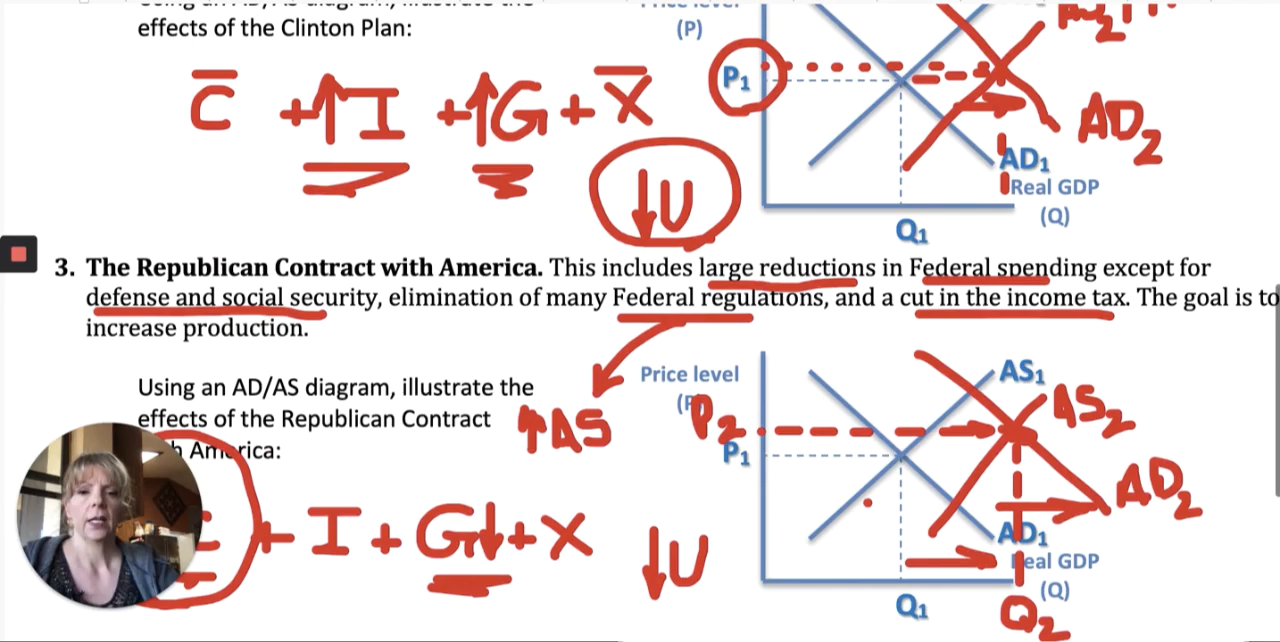 effects of the Clinton Plan:
(P)
C + ↑I + ↑G + X
P1
AD2
AD1
Real GDP
(Q)
↓U
Q1
3. The Republican Contract with America. This includes large reductions in Federal spending except for
defense and social security, elimination of many Federal regulations, and a cut in the income tax. The goal is to
increase production.
Using an AD/AS diagram, illustrate the
effects of the Republican Contract
America:
↑AS
Price level
P2
P1
AS1
AS2
AD2
AD1
+ I + G↓ + X
↓U
eal GDP
(Q)
Q1
Q2